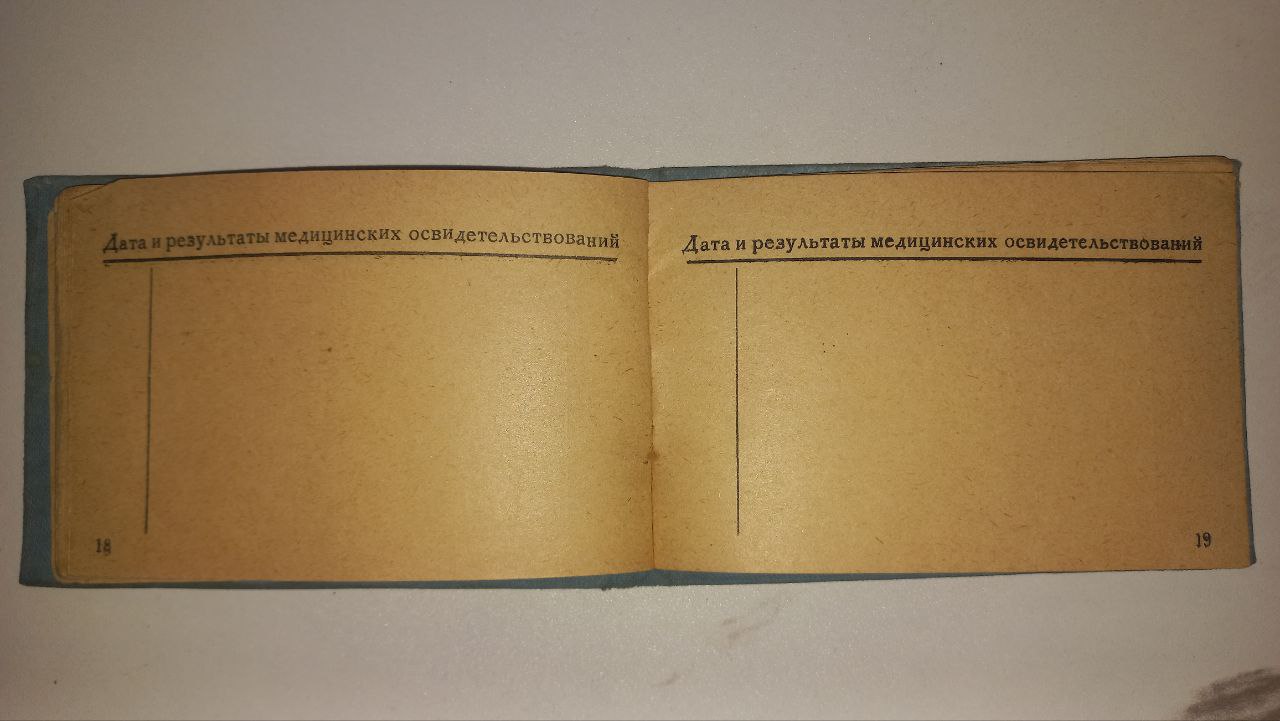 Дата и результаты медицинских освидетельствований
18
Дата и результаты медицинских освидетельствований
19